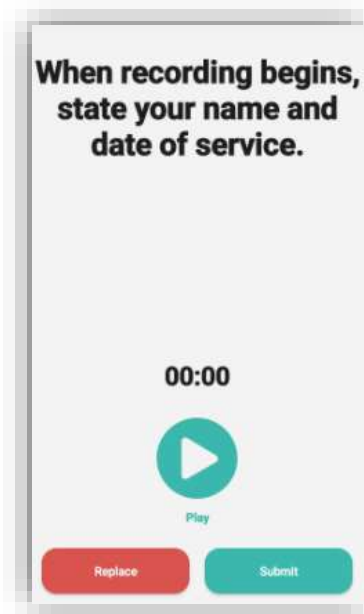 When recording begins,
state your name and
date of service.
00:00
Play
Replace
Submit